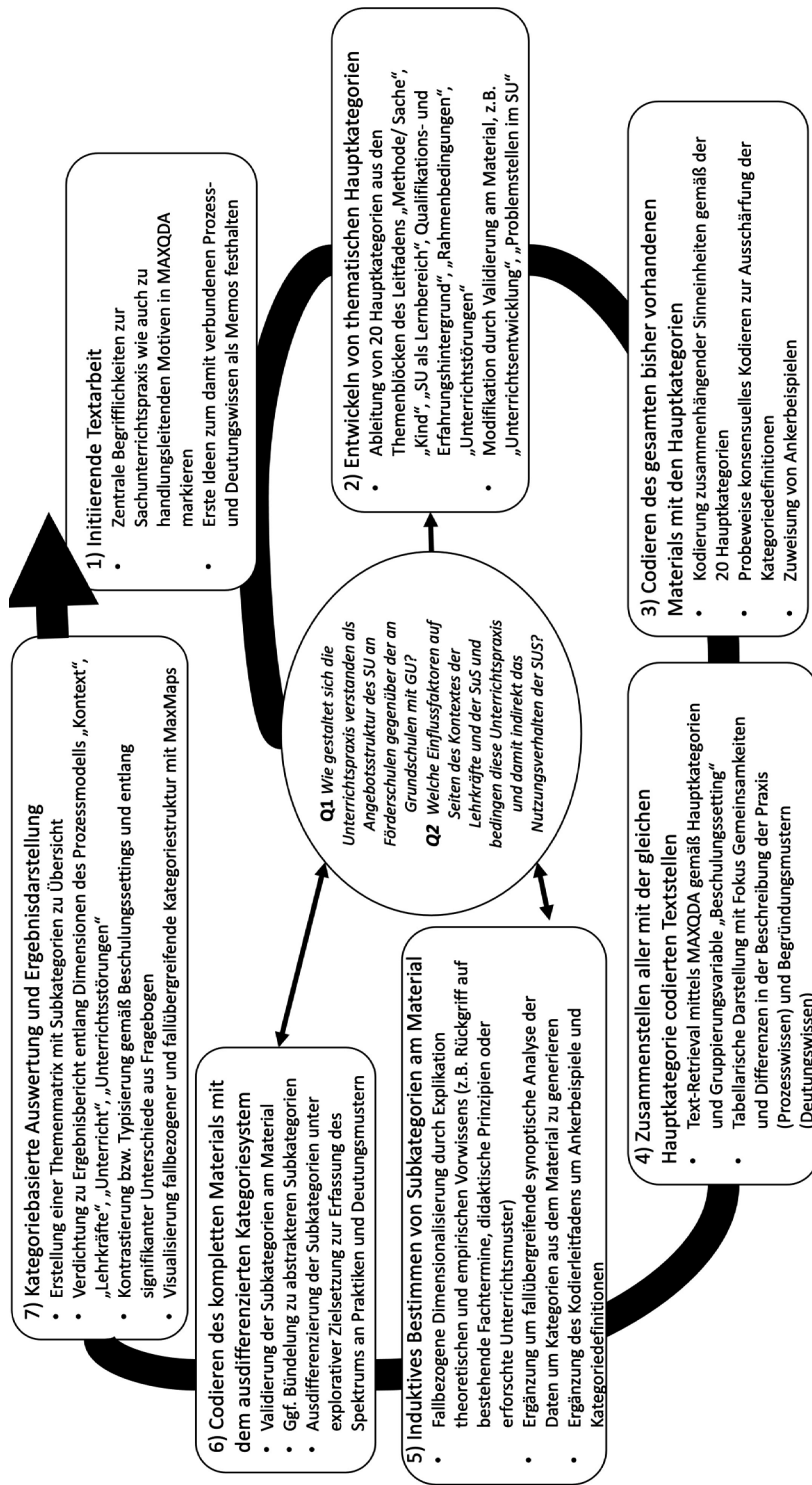 1) Initiierende Textarbeit
• Zentrale Begrifflichkeiten zur
Sachunterrichtspraxis wie auch zu
handlungsleitenden Motiven in MAXQDA
markieren
• Erste Ideen zum damit verbundenen Prozess-
und Deutungswissen als Memos festhalten
2) Entwickeln von thematischen Hauptkategorien
• Ableitung von 20 Hauptkategorien aus den
Themenblöcken des Leitfadens „Methode/ Sache",
„Kind", „SU als Lernbereich", Qualifikations- und
Erfahrungshintergrund", „Rahmenbedingungen",
„Unterrichtstörungen"
• Modifikation durch Validierung am Material, z.B.
„Unterrichtsentwicklung", „Problemstellen im SU"
3) Codieren des gesamten bisher vorhandenen
Materials mit den Hauptkategorien
• Kodierung zusammenhängender Sinneinheiten gemäß der
20 Hauptkategorien
• Probeweise konsensuelles Kodieren zur Ausschärfung der
Kategoriedefinitionen
• Zuweisung von Ankerbeispielen
4) Zusammenstellen aller mit der gleichen
Hauptkategorie codierten Textstellen
• Text-Retrieval mittels MAXQDA gemäß Hauptkategorien
und Gruppierungsvariable „Beschulungssetting"
• Tabellarische Darstellung mit Fokus Gemeinsamkeiten
und Differenzen in der Beschreibung der Praxis
(Prozesswissen) und Begründungsmustern
(Deutungswissen)
5) Induktives Bestimmen von Subkategorien am Material
• Fallbezogene Dimensionalisierung durch Explikation
theoretischen und empirischen Vorwissens (z.B. Rückgriff auf
bestehende Fachtermine, didaktische Prinzipien oder
erforschte Unterrichtsmuster)
• Ergänzung um fallübergreifende synoptische Analyse der
Daten um Kategorien aus dem Material zu generieren
• Ergänzung des Kodierleitfadens um Ankerbeispiele und
Kategoriedefinitionen
6) Codieren des kompletten Materials mit
dem ausdifferenzierten Kategoriesystem
• Validierung der Subkategorien am Material
• Ggf. Bündelung zu abstrakteren Subkategorien
• Ausdifferenzierung der Subkategorien unter
explorativer Zielsetzung zur Erfassung des
Spektrums an Praktiken und Deutungsmustern
7) Kategoriebasierte Auswertung und Ergebnisdarstellung
• Erstellung einer Themenmatrix mit Subkategorien zu Übersicht
• Verdichtung zu Ergebnisbericht entlang Dimensionen des Prozessmodells „Kontext",
„Lehrkräfte", „Unterricht", „Unterrichtsstörungen"
• Kontrastierung bzw. Typisierung gemäß Beschulungssettings und entlang
signifikanter Unterschiede aus Fragebogen
• Visualisierung fallbezogener und fallübergreifende Kategoriestruktur mit MaxMaps
Q1 Wie gestaltet sich die
Unterrichtspraxis verstanden als
Angebotsstruktur des SU an
Förderschulen gegenüber der an
Grundschulen mit GU?
Q2 Welche Einflussfaktoren auf
Seiten des Kontextes der
Lehrkräfte und der SuS und
bedingen diese Unterrichtspraxis
und damit indirekt das
Nutzungsverhalten der SUS?